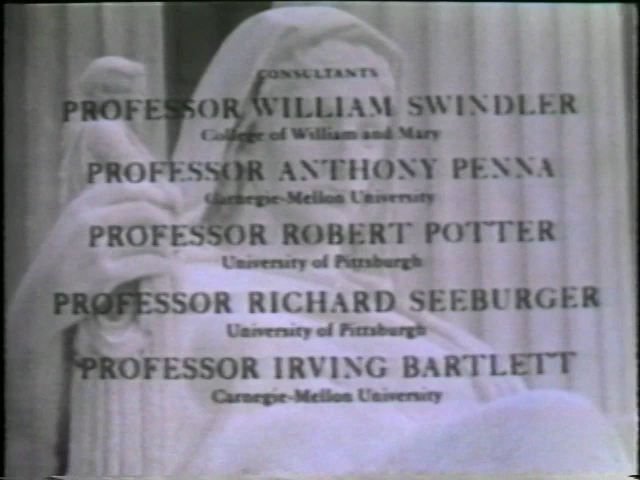 CONSULTANTS
PROFESSOR WILLIAM SWINDLER
College of William and Mary
PROFESSOR ANTHONY PENNA
Carnegie-Mellon University
PROFESSOR ROBERT POTTER
University of Pittsburgh
PROFESSOR RICHARD SEEBURGER
University of Pittsburgh
PROFESSOR IRVING BARTLETT
Carnegie-Mellon University